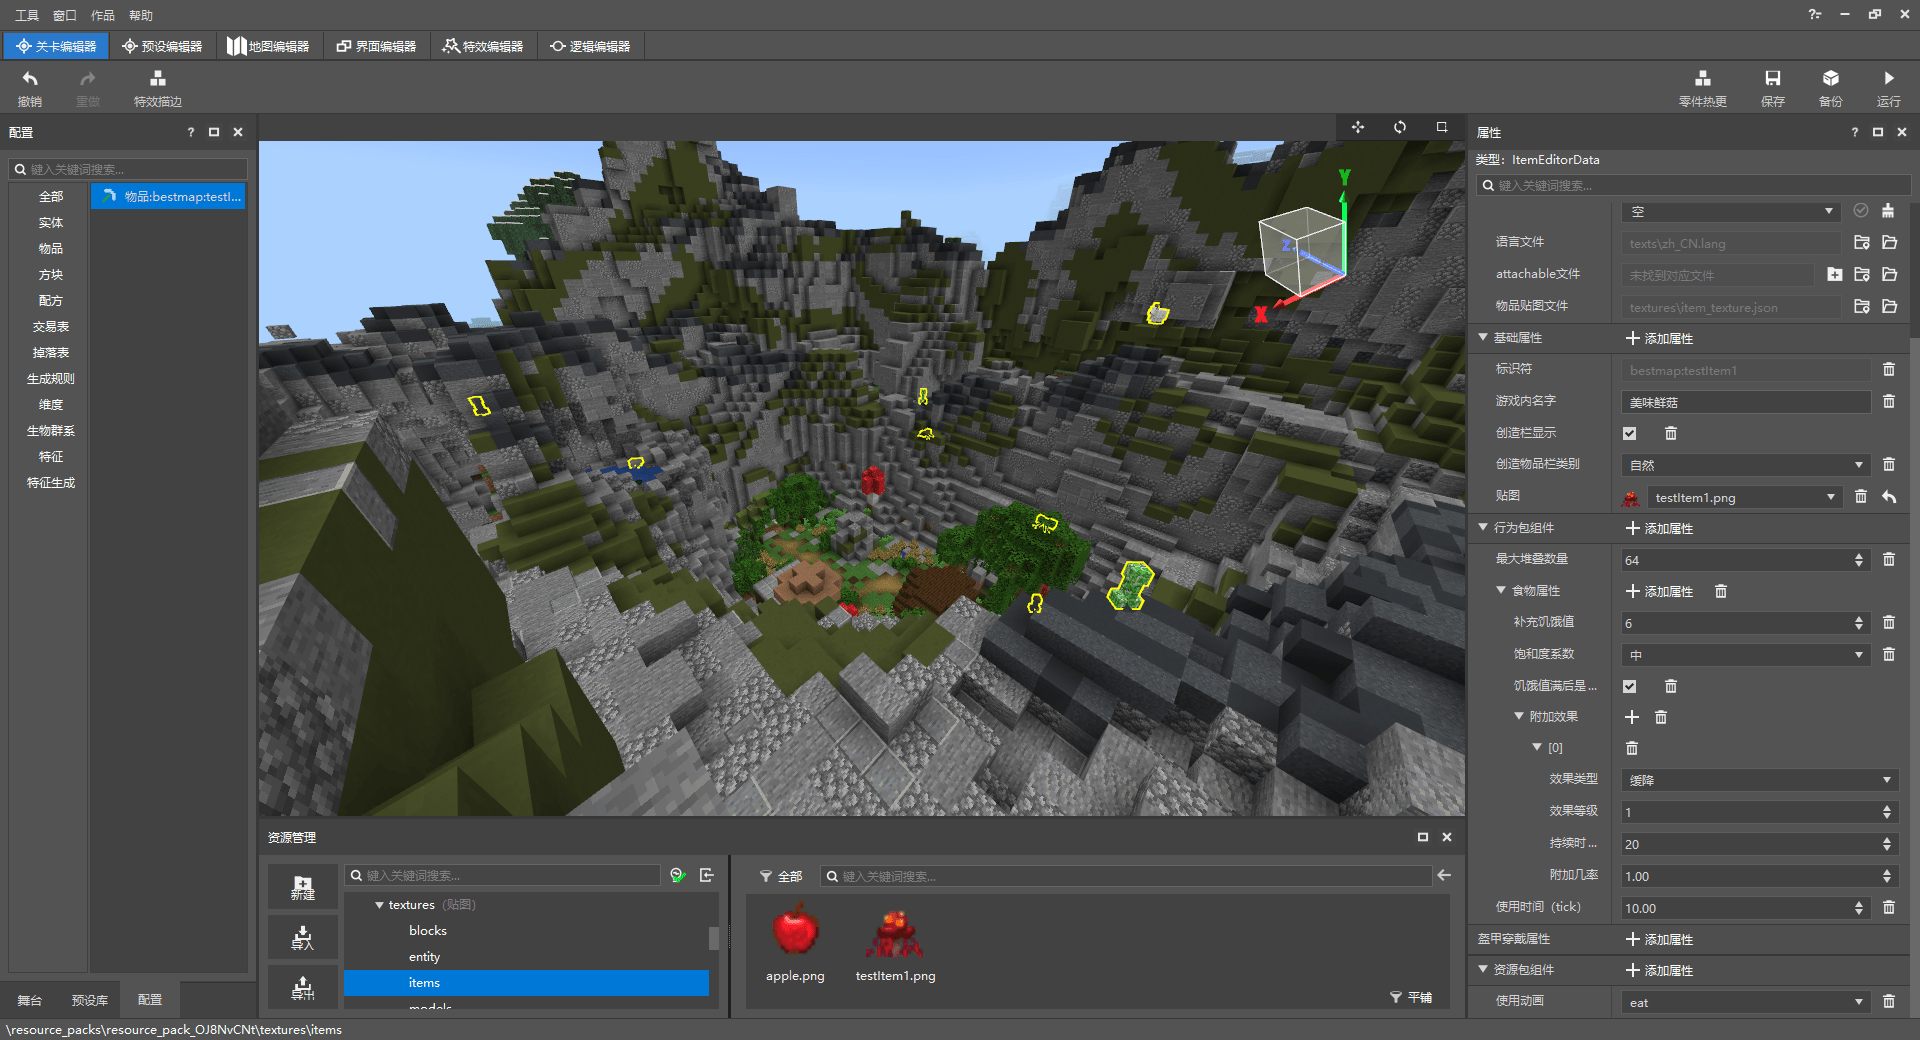 工具 窗口 作品 帮助
关卡编辑器 预设编辑器 地图编辑器 界面编辑器 特效编辑器 逻辑编辑器
撤销 重做 特效描边 零件热更 保存 备份 运行
配置
键入关键词搜索...
全部
实体
物品
方块
配方
交易表
掉落表
生成规则
维度
生物群系
特征
特征生成
物品:bestmap:testI...
舞台 预设库 配置
Y
Z
X
资源管理
新建
导入
导出
键入关键词搜索...
textures (贴图)
blocks
entity
items
models
全部
键入关键词搜索...
apple.png
testItem1.png
平铺
属性
类型: ItemEditorData
键入关键词搜索...
空
语言文件 texts\zh_CN.lang
attachable文件 未找到对应文件
物品贴图文件 textures\item_texture.json
基础属性 添加属性
标识符 bestmap:testItem1
游戏内名字 美味鲜菇
创造栏显示
创造物品栏类别 自然
贴图 testItem1.png
行为包组件 添加属性
最大堆叠数量 64
食物属性 添加属性
补充饥饿值 6
饱和度系数 中
饥饿值满后是...
附加效果
[0]
效果类型 缓降
效果等级 1
持续时... 20
附加几率 1.00
使用时间 (tick) 10.00
盔甲穿戴属性 添加属性
资源包组件 添加属性
使用动画 eat
\resource_packs\resource_pack_OJ8NvCNt\textures\items